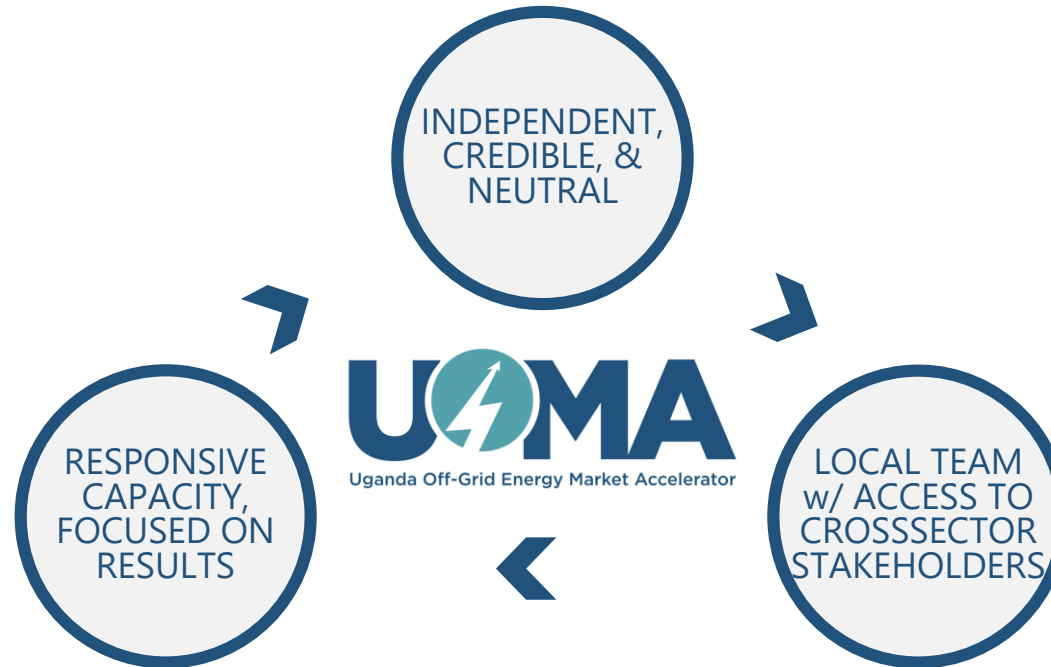 INDEPENDENT,
CREDIBLE, &
NEUTRAL
UOMA
Uganda Off-Grid Energy Market Accelerator
RESPONSIVE
CAPACITY,
FOCUSED ON
RESULTS
LOCAL TEAM
w/ ACCESS TO
CROSSSECTOR
STAKEHOLDERS